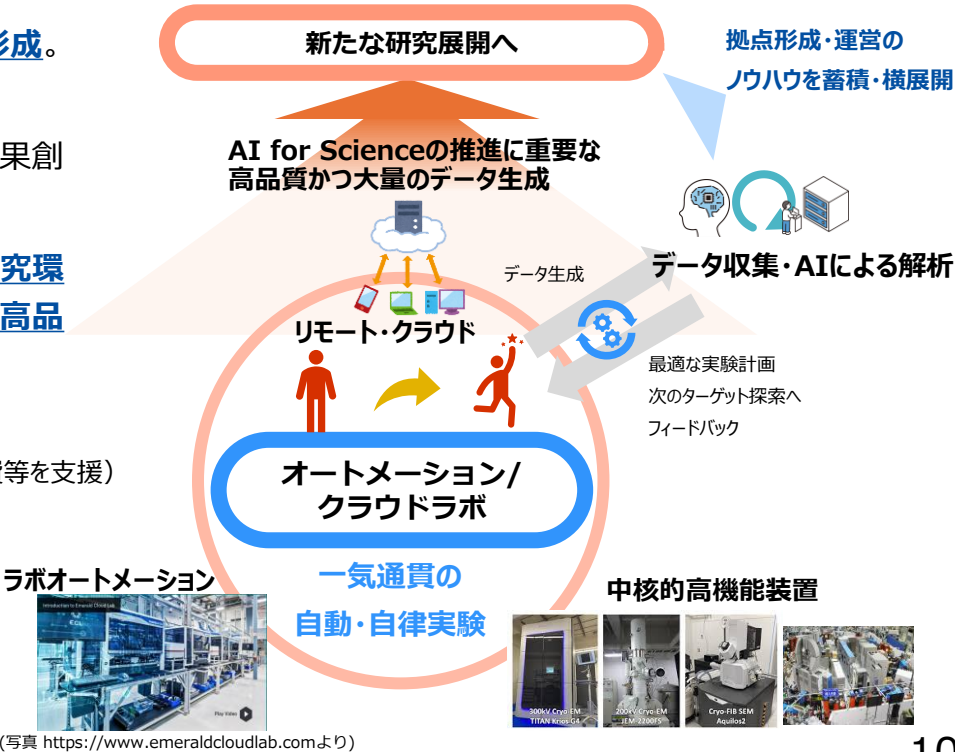 形成。
新たな研究展開へ
拠点形成・運営の
ノウハウを蓄積・横展開
果創
AI for Scienceの推進に重要な
高品質かつ大量のデータ生成
究環
高品
データ生成
データ収集・AIによる解析
リモート・クラウド
最適な実験計画
次のターゲット探索へ
フィードバック
等を支援）
オートメーション/
クラウドラボ
一気通貫の
自動・自律実験
ラボオートメーション
中核的高機能装置
Introduction to Emerald Cloud Lab
ECL
Play Video
300kV Cryo-EM
TITAN Krios G4
200kV Cryo-EM
JEM-2200FS
Cryo-FIB SEM
Aquilos2
(写真 https://www.emeraldcloudlab.comより)